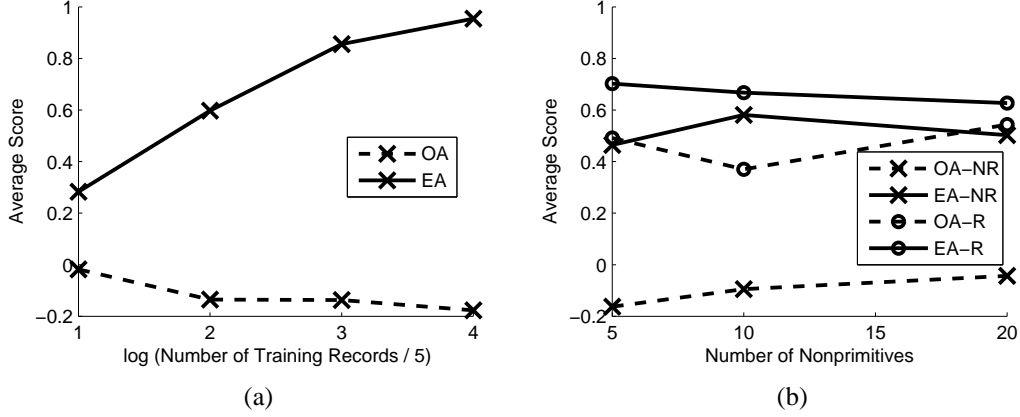 1
0.8
0.6
0.4
0.2
0
−0.2
Average Score
1 2 3 4
log (Number of Training Records / 5)
OA
EA
(a)
1
0.8
0.6
0.4
0.2
0
−0.2
Average Score
5 10 15 20
Number of Nonprimitives
OA−NR
EA−NR
OA−R
EA−R
(b)